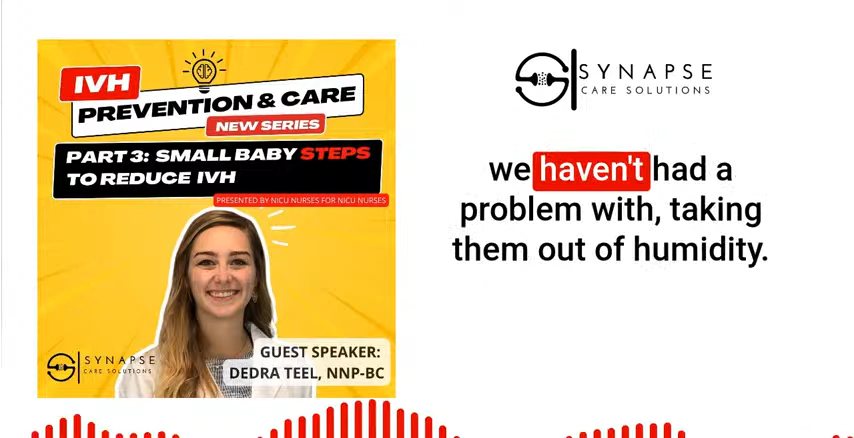 IVH
PREVENTION & CARE
NEW SERIES
PART 3: SMALL BABY STEPS
TO REDUCE IVH
PRESENTED BY NICU NURSES FOR NICU NURSES
SYNAPSE
CARE SOLUTIONS
GUEST SPEAKER:
DEDRA TEEL, NNP-BC
SYNAPSE
CARE SOLUTIONS
we haven't had a
problem with, taking
them out of humidity.